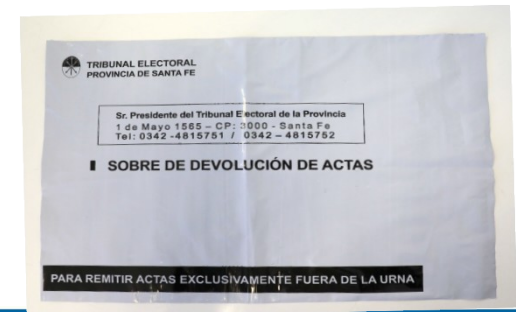 TRIBUNAL ELECTORAL
PROVINCIA DE SANTA FE
Sr. Presidente del Tribunal Electoral de la Provincia
1 de Mayo 1565 – CP: 3000 - Santa Fe
Tel: 0342 -4815751 / 0342 – 4815752
SOBRE DE DEVOLUCIÓN DE ACTAS
PARA REMITIR ACTAS EXCLUSIVAMENTE FUERA DE LA URNA